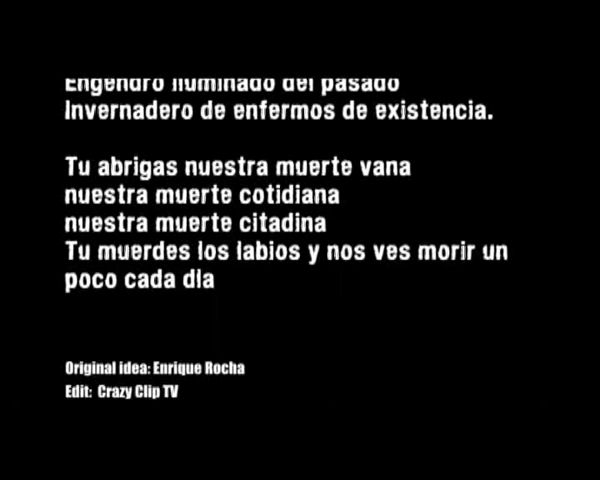 Engendro iluminado del pasado
Invernadero de enfermos de existencia.
Tu abrigas nuestra muerte vana
nuestra muerte cotidiana
nuestra muerte citadina
Tu muerdes los labios y nos ves morir un
poco cada dIa
Original idea: Enrique Rocha
Edit: Crazy Clip TV